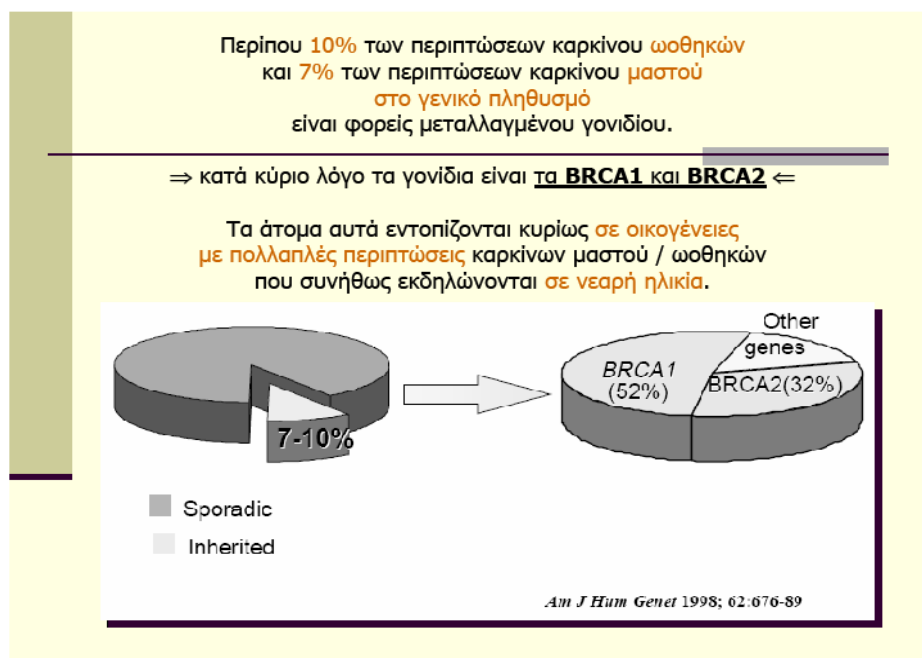 Περίπου 10% των περιπτώσεων καρκίνου ωοθηκών
και 7% των περιπτώσεων καρκίνου μαστού
στο γενικό πληθυσμό
είναι φορείς μεταλλαγμένου γονιδίου.
⇒ κατά κύριο λόγο τα γονίδια είναι τα BRCA1 και BRCA2 ⇐
Τα άτομα αυτά εντοπίζονται κυρίως σε οικογένειες
με πολλαπλές περιπτώσεις καρκίνων μαστού / ωοθηκών
που συνήθως εκδηλώνονται σε νεαρή ηλικία.
7-10%
BRCA1
(52%)
Other
genes
BRCA2(32%)
Sporadic
Inherited
Am J Hum Genet 1998; 62:676-89